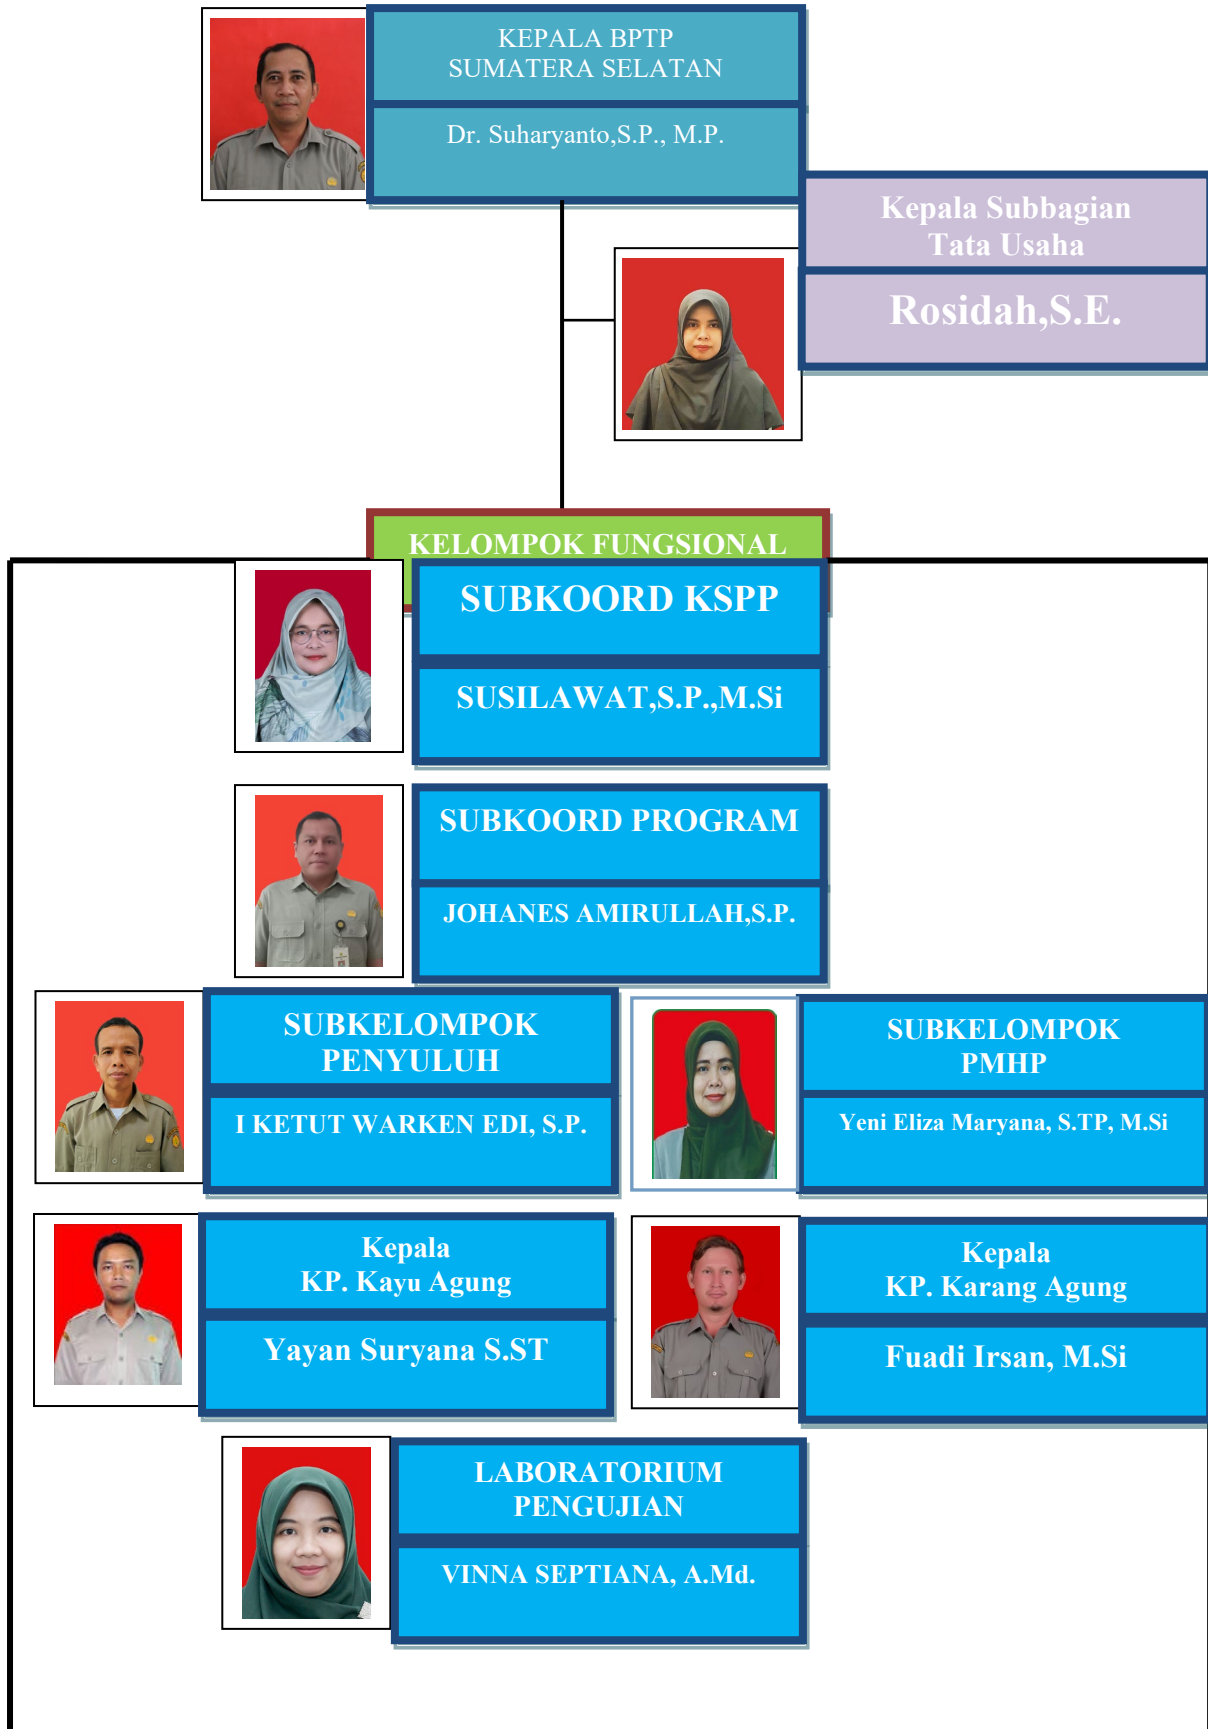 KEPALA BPTP
SUMATERA SELATAN
Dr. Suharyanto,S.P., M.P.
Kepala Subbagian
Tata Usaha
Rosidah,S.E.
KELOMPOK FUNGSIONAL
SUBKOORD KSPP
SUSILAWAT,S.P.,M.Si
SUBKOORD PROGRAM
JOHANES AMIRULLAH,S.P.
SUBKELOMPOK
PENYULUH
I KETUT WARKEN EDI, S.P.
SUBKELOMPOK
PMHP
Yeni Eliza Maryana, S.TP, M.Si
Kepala
KP. Kayu Agung
Yayan Suryana S.ST
Kepala
KP. Karang Agung
Fuadi Irsan, M.Si
LABORATORIUM
PENGUJIAN
VINNA SEPTIANA, A.Md.